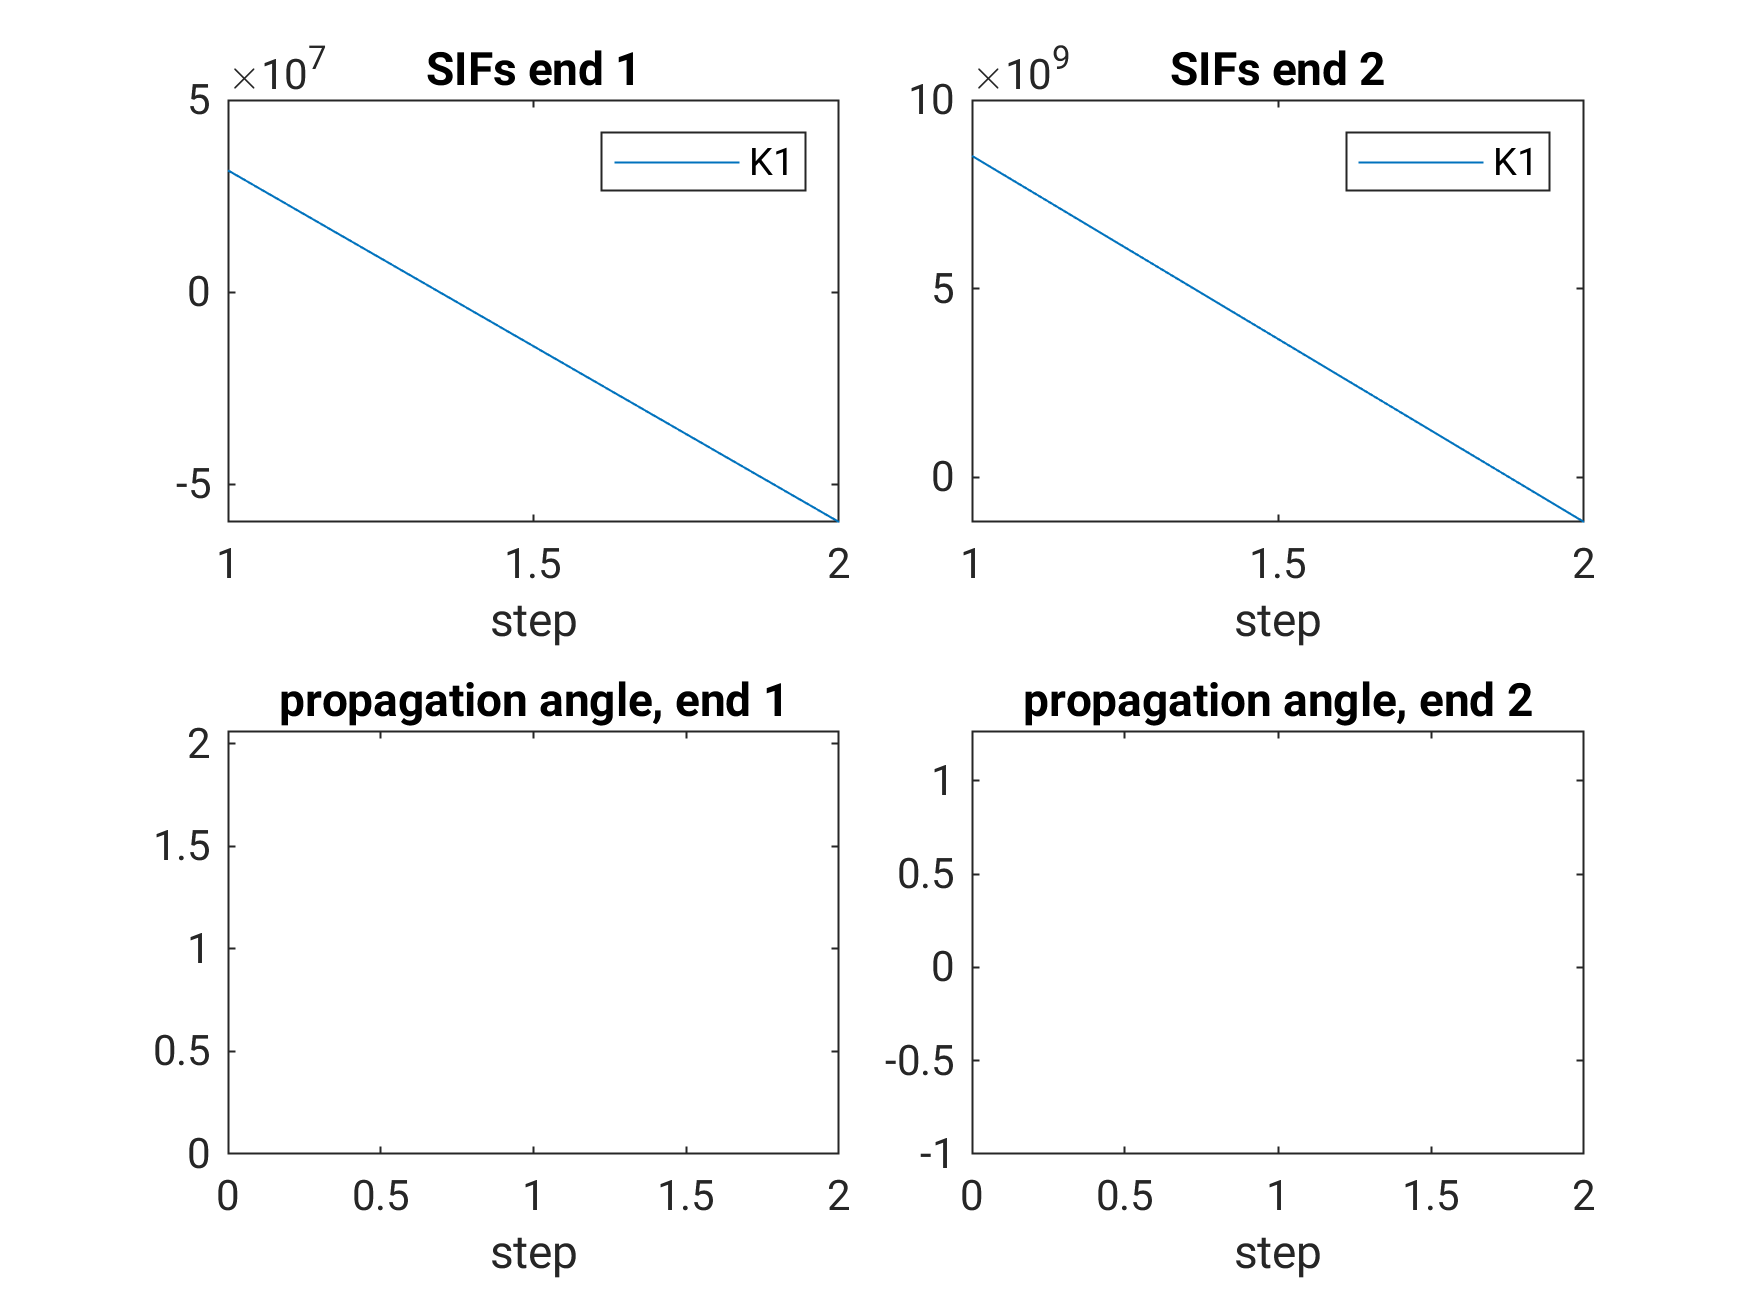 SIFs end 1
×10^7
5
0
-5
K1
1 1.5 2
step
SIFs end 2
×10^9
10
5
0
K1
1 1.5 2
step
propagation angle, end 1
2
1.5
1
0.5
0
0 0.5 1 1.5 2
step
propagation angle, end 2
1
0.5
0
-0.5
-1
0 0.5 1 1.5 2
step